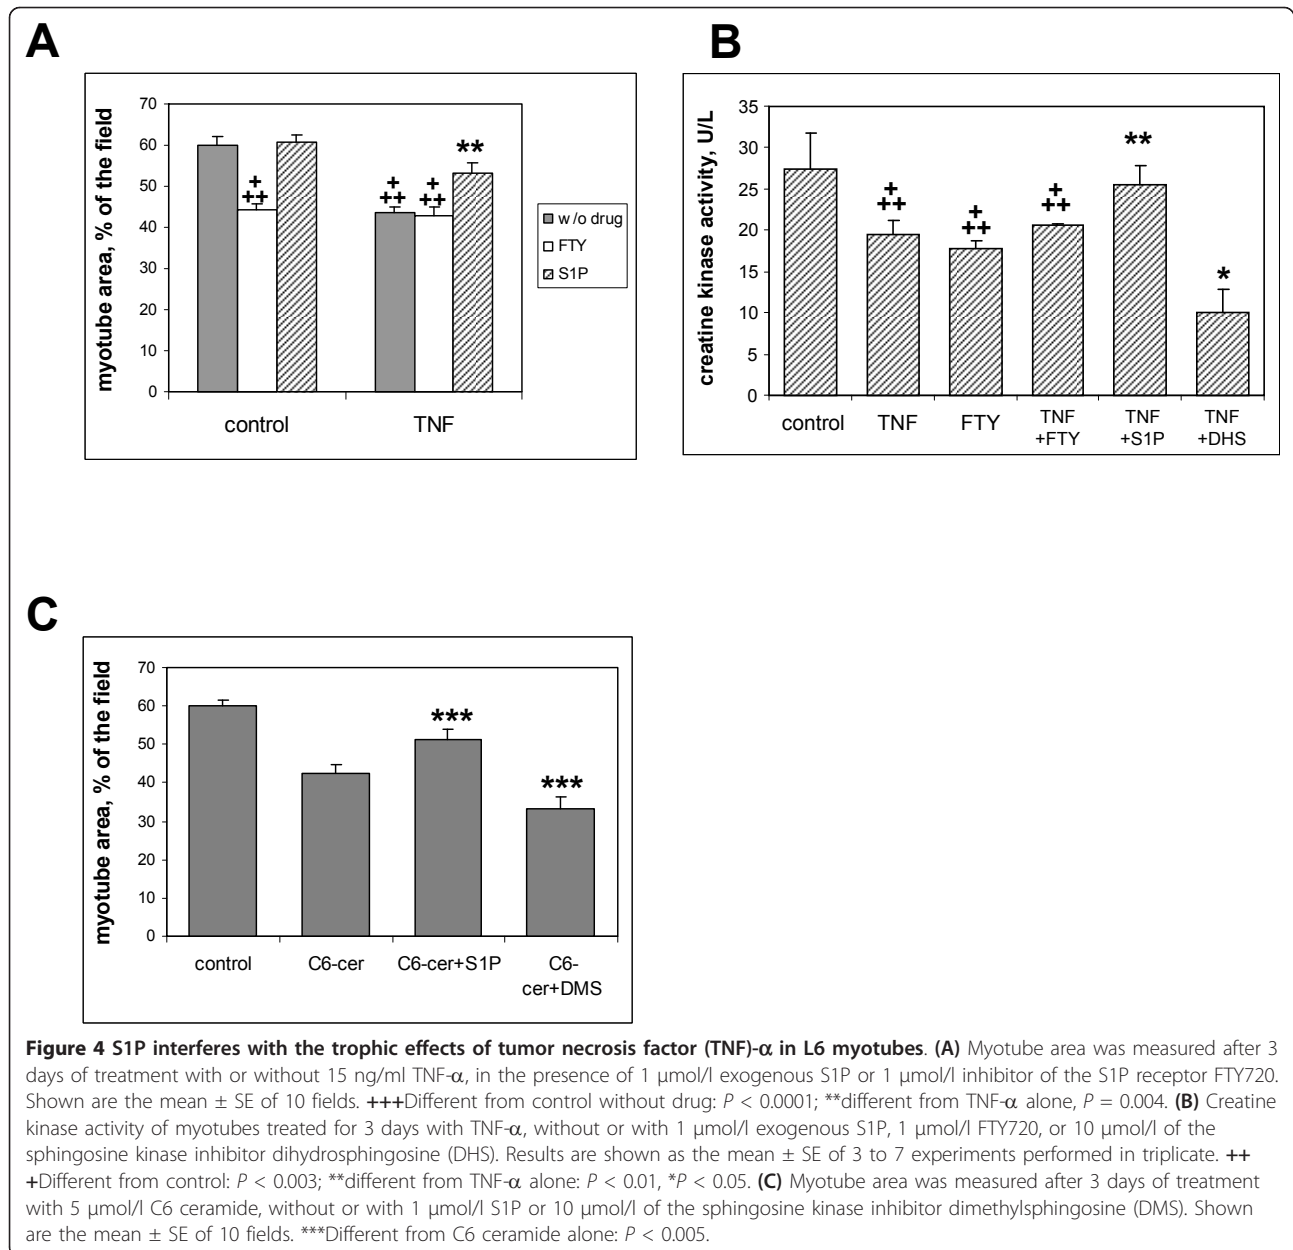 A
myotube area, % of the field
70
60
50
40
30
20
10
0
+
++
+
++
+
++
**
control
TNF
w/o drug
FTY
S1P
B
creatine kinase activity, U/L
35
30
25
20
15
10
5
0
+
++
+
++
+
++
**
*
control
TNF
FTY
TNF
+FTY
TNF
+S1P
TNF
+DHS
C
myotube area, % of the field
70
60
50
40
30
20
10
0
***
***
control
C6-cer
C6-cer+S1P
C6-
cer+DMS
Figure 4 S1P interferes with the trophic effects of tumor necrosis factor (TNF)-α in L6 myotubes. (A) Myotube area was measured after 3
days of treatment with or without 15 ng/ml TNF-α, in the presence of 1 μmol/l exogenous S1P or 1 μmol/l inhibitor of the S1P receptor FTY720.
Shown are the mean ± SE of 10 fields. +++Different from control without drug: P < 0.0001; **different from TNF-α alone, P = 0.004. (B) Creatine
kinase activity of myotubes treated for 3 days with TNF-α, without or with 1 μmol/l exogenous S1P, 1 μmol/l FTY720, or 10 μmol/l of the
sphingosine kinase inhibitor dihydrosphingosine (DHS). Results are shown as the mean ± SE of 3 to 7 experiments performed in triplicate. ++
+Different from control: P < 0.003; **different from TNF-α alone: P < 0.01, *P < 0.05. (C) Myotube area was measured after 3 days of treatment
with 5 μmol/l C6 ceramide, without or with 1 μmol/l S1P or 10 μmol/l of the sphingosine kinase inhibitor dimethylsphingosine (DMS). Shown
are the mean ± SE of 10 fields. ***Different from C6 ceramide alone: P < 0.005.